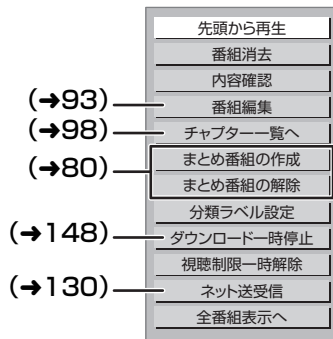 先頭から再生
番組消去
内容確認
(➔93) 番組編集
(➔98) チャプター一覧へ
(➔80) まとめ番組の作成
まとめ番組の解除
分類ラベル設定
(➔148) ダウンロード一時停止
視聴制限一時解除
(➔130) ネット送受信
全番組表示へ